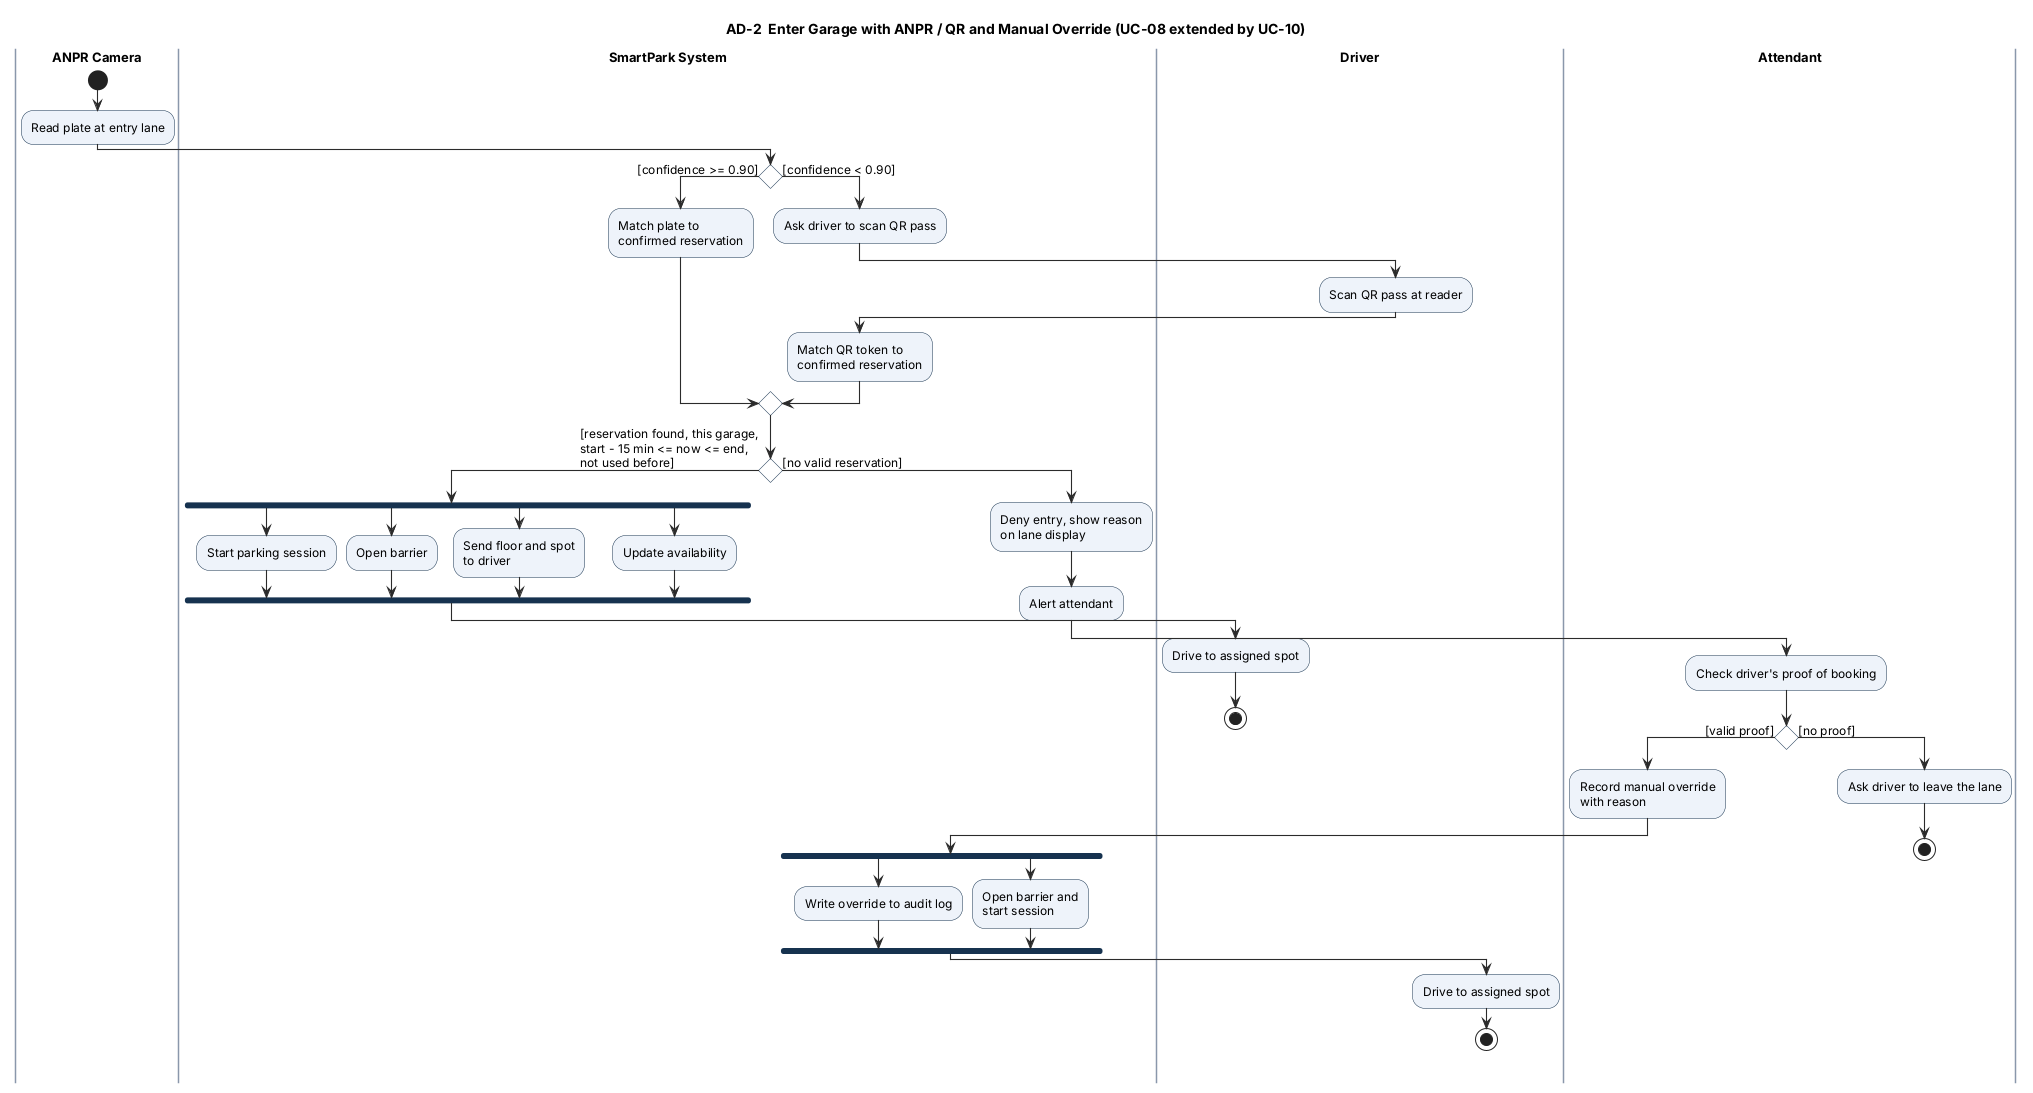 AD-2  Enter Garage with ANPR / QR and Manual Override (UC-08 extended by UC-10)
ANPR Camera
SmartPark System
Driver
Attendant
Read plate at entry lane
[confidence >= 0.90]
[confidence < 0.90]
Match plate to
confirmed reservation
Ask driver to scan QR pass
Scan QR pass at reader
Match QR token to
confirmed reservation
[reservation found, this garage,
start - 15 min <= now <= end,
not used before]
[no valid reservation]
Start parking session
Open barrier
Send floor and spot
to driver
Update availability
Deny entry, show reason
on lane display
Alert attendant
Drive to assigned spot
Check driver's proof of booking
[valid proof]
[no proof]
Record manual override
with reason
Ask driver to leave the lane
Write override to audit log
Open barrier and
start session
Drive to assigned spot